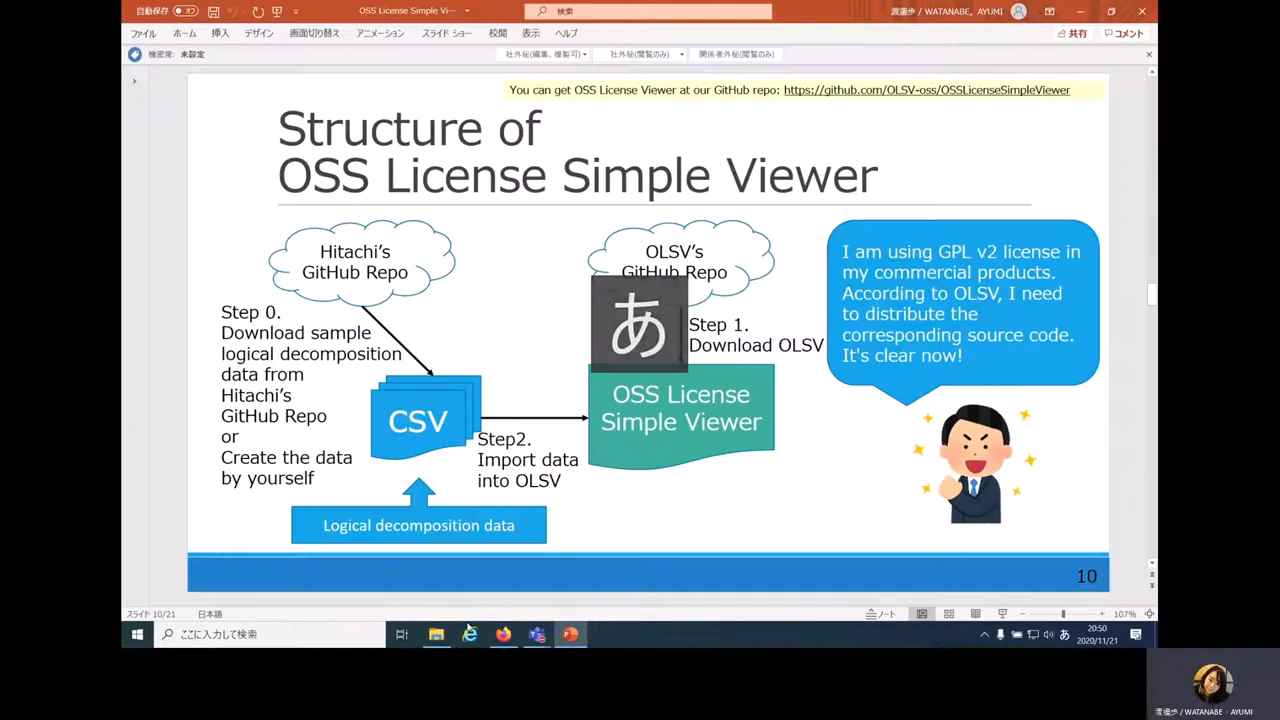 自動保存 オフ
OSS License Simple Vi…
検索
渡邊歩 / WATANABE, AYUMI
ファイル ホーム 挿入 デザイン 画面切り替え アニメーション スライド ショー 校閲 表示 ヘルプ
共有 コメント
機密度: 未設定
社外秘(編集、複製可) 社外秘(閲覧のみ) 関係者外秘(閲覧のみ)
You can get OSS License Viewer at our GitHub repo: https://github.com/OLSV-oss/OSSLicenseSimpleViewer
Structure of
OSS License Simple Viewer
Hitachi's
GitHub Repo
Step 0.
Download sample
logical decomposition
data from
Hitachi's
GitHub Repo
or
Create the data
by yourself
CSV
Logical decomposition data
Step2.
Import data
into OLSV
OLSV's
GitHub Repo
あ
Step 1.
Download OLSV
OSS License
Simple Viewer
I am using GPL v2 license in
my commercial products.
According to OLSV, I need
to distribute the
corresponding source code.
It's clear now!
10
スライド 10/21 日本語
ノート
107%
ここに入力して検索
あ
20:50
2020/11/21
渡邊歩 / WATANABE・AYUMI